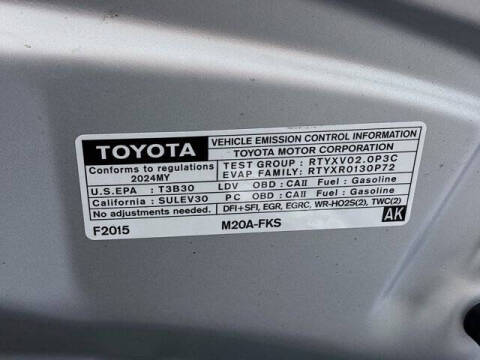 TOYOTA VEHICLE EMISSION CONTROL INFORMATION
TOYOTA MOTOR CORPORATION
Conforms to regulations TEST GROUP : RTYXV02.0P3C
2024MY EVAP FAMILY: RTYXR0130P72
U.S.EPA : T3B30 LDV OBD : CAII Fuel : Gasoline
California : SULEV30 PC OBD : CAII Fuel : Gasoline
No adjustments needed. DFI+SFI, EGR, EGRC, WR-HO2S(2), TWC(2)
F2015 M20A-FKS AK